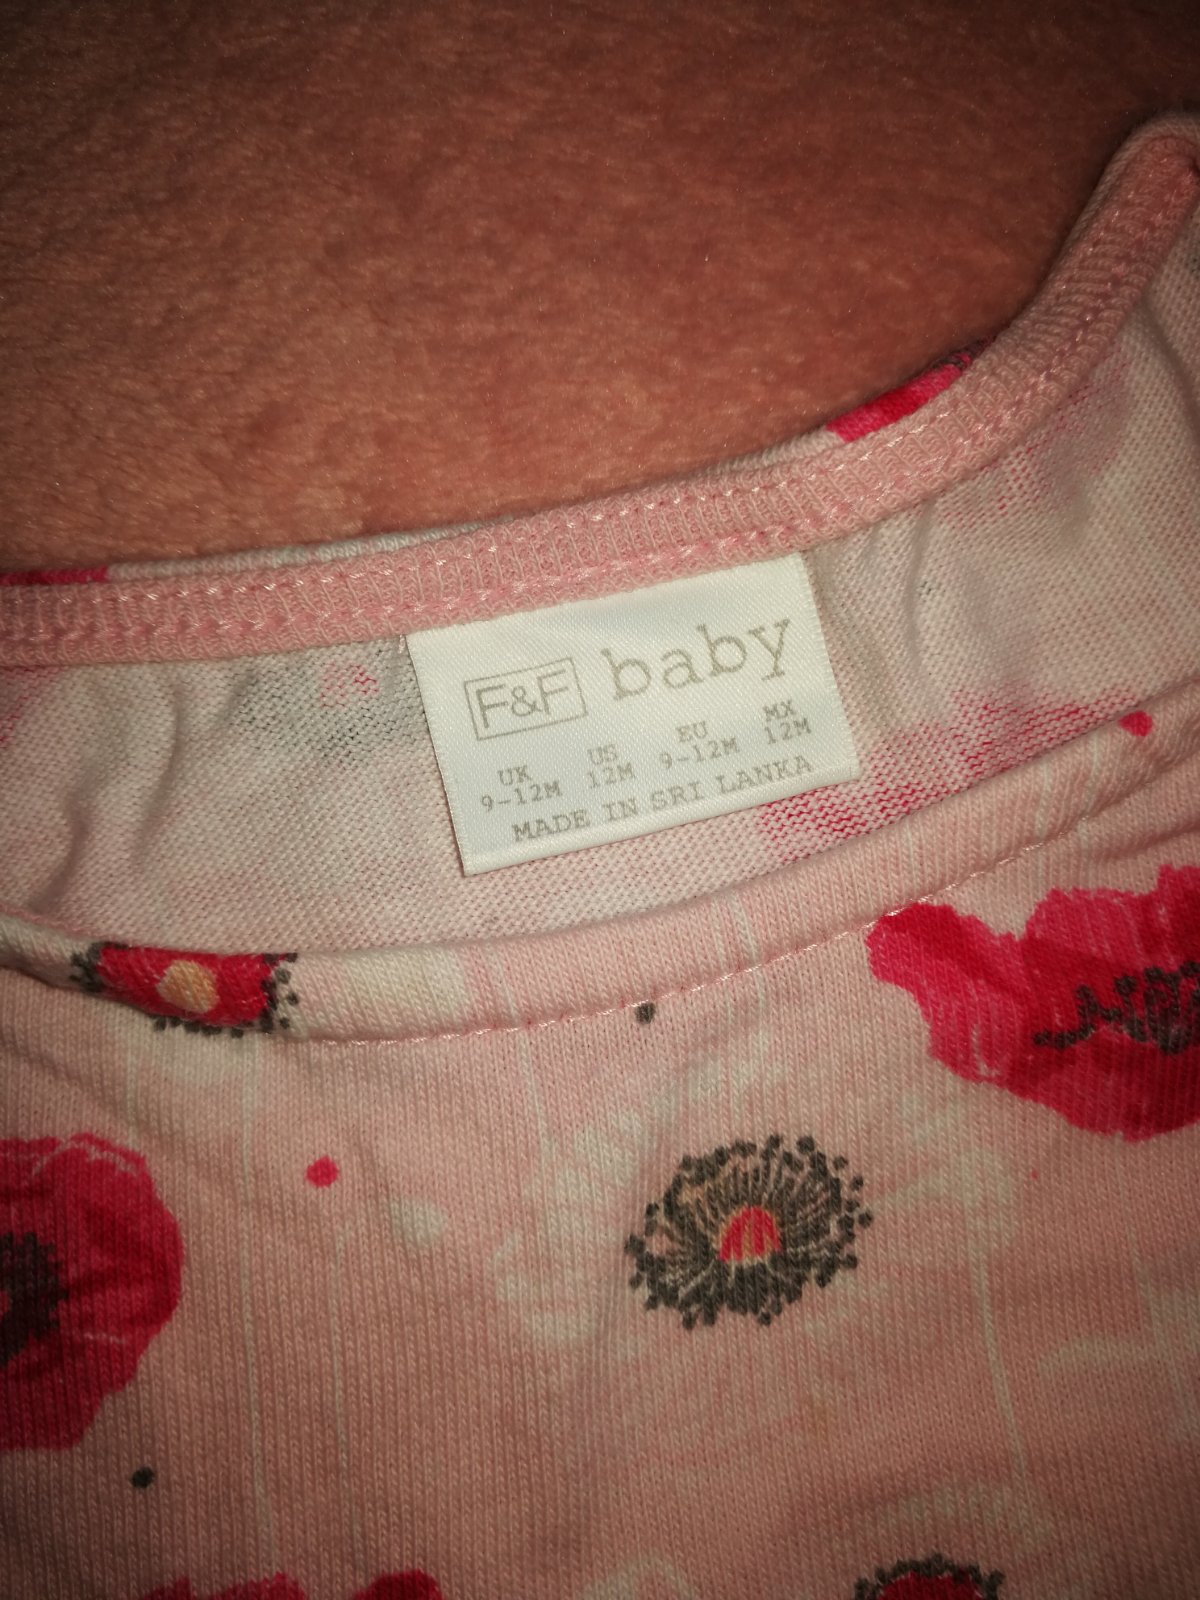 F&F baby
UK US EU MX
9-12M 12M 9-12M 12M
MADE IN SRI LANKA